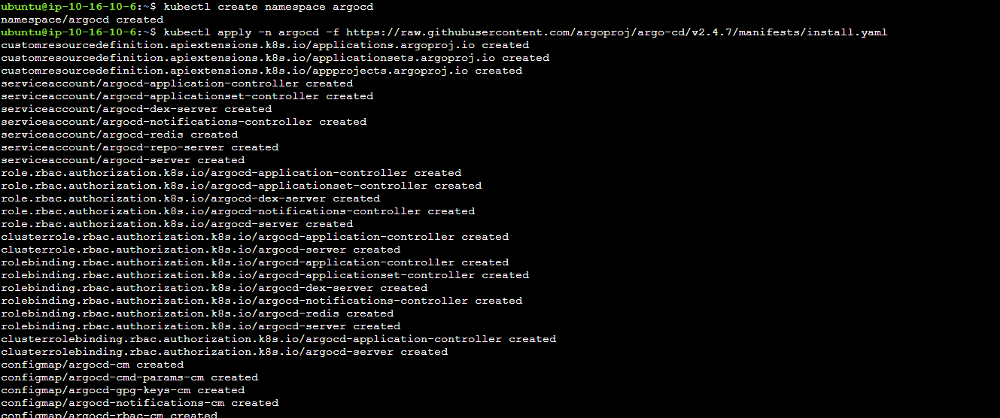 ubuntu@ip-10-16-10-6:~$ kubectl create namespace argocd
namespace/argocd created
ubuntu@ip-10-16-10-6:~$ kubectl apply -n argocd -f https://raw.githubusercontent.com/argoproj/argo-cd/v2.4.7/manifests/install.yaml
customresourcedefinition.apiextensions.k8s.io/applications.argoproj.io created
customresourcedefinition.apiextensions.k8s.io/applicationsets.argoproj.io created
customresourcedefinition.apiextensions.k8s.io/appprojects.argoproj.io created
serviceaccount/argocd-application-controller created
serviceaccount/argocd-applicationset-controller created
serviceaccount/argocd-dex-server created
serviceaccount/argocd-notifications-controller created
serviceaccount/argocd-redis created
serviceaccount/argocd-repo-server created
serviceaccount/argocd-server created
role.rbac.authorization.k8s.io/argocd-application-controller created
role.rbac.authorization.k8s.io/argocd-applicationset-controller created
role.rbac.authorization.k8s.io/argocd-dex-server created
role.rbac.authorization.k8s.io/argocd-notifications-controller created
role.rbac.authorization.k8s.io/argocd-server created
clusterrole.rbac.authorization.k8s.io/argocd-application-controller created
clusterrole.rbac.authorization.k8s.io/argocd-server created
rolebinding.rbac.authorization.k8s.io/argocd-application-controller created
rolebinding.rbac.authorization.k8s.io/argocd-applicationset-controller created
rolebinding.rbac.authorization.k8s.io/argocd-dex-server created
rolebinding.rbac.authorization.k8s.io/argocd-notifications-controller created
rolebinding.rbac.authorization.k8s.io/argocd-redis created
rolebinding.rbac.authorization.k8s.io/argocd-server created
clusterrolebinding.rbac.authorization.k8s.io/argocd-application-controller created
clusterrolebinding.rbac.authorization.k8s.io/argocd-server created
configmap/argocd-cm created
configmap/argocd-cmd-params-cm created
configmap/argocd-gpg-keys-cm created
configmap/argocd-notifications-cm created
configmap/argocd-rbac-cm created